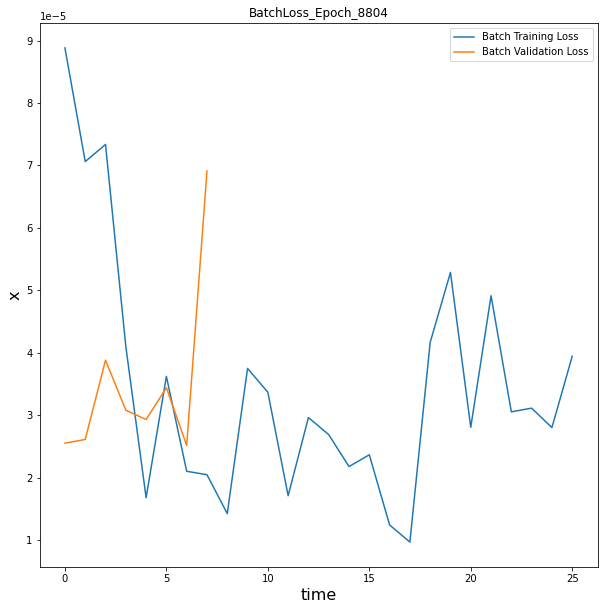 BatchLoss_Epoch_8804
1e−5
Batch Training Loss
Batch Validation Loss
9
8
7
6
5
4
3
2
1
x
0 5 10 15 20 25
time